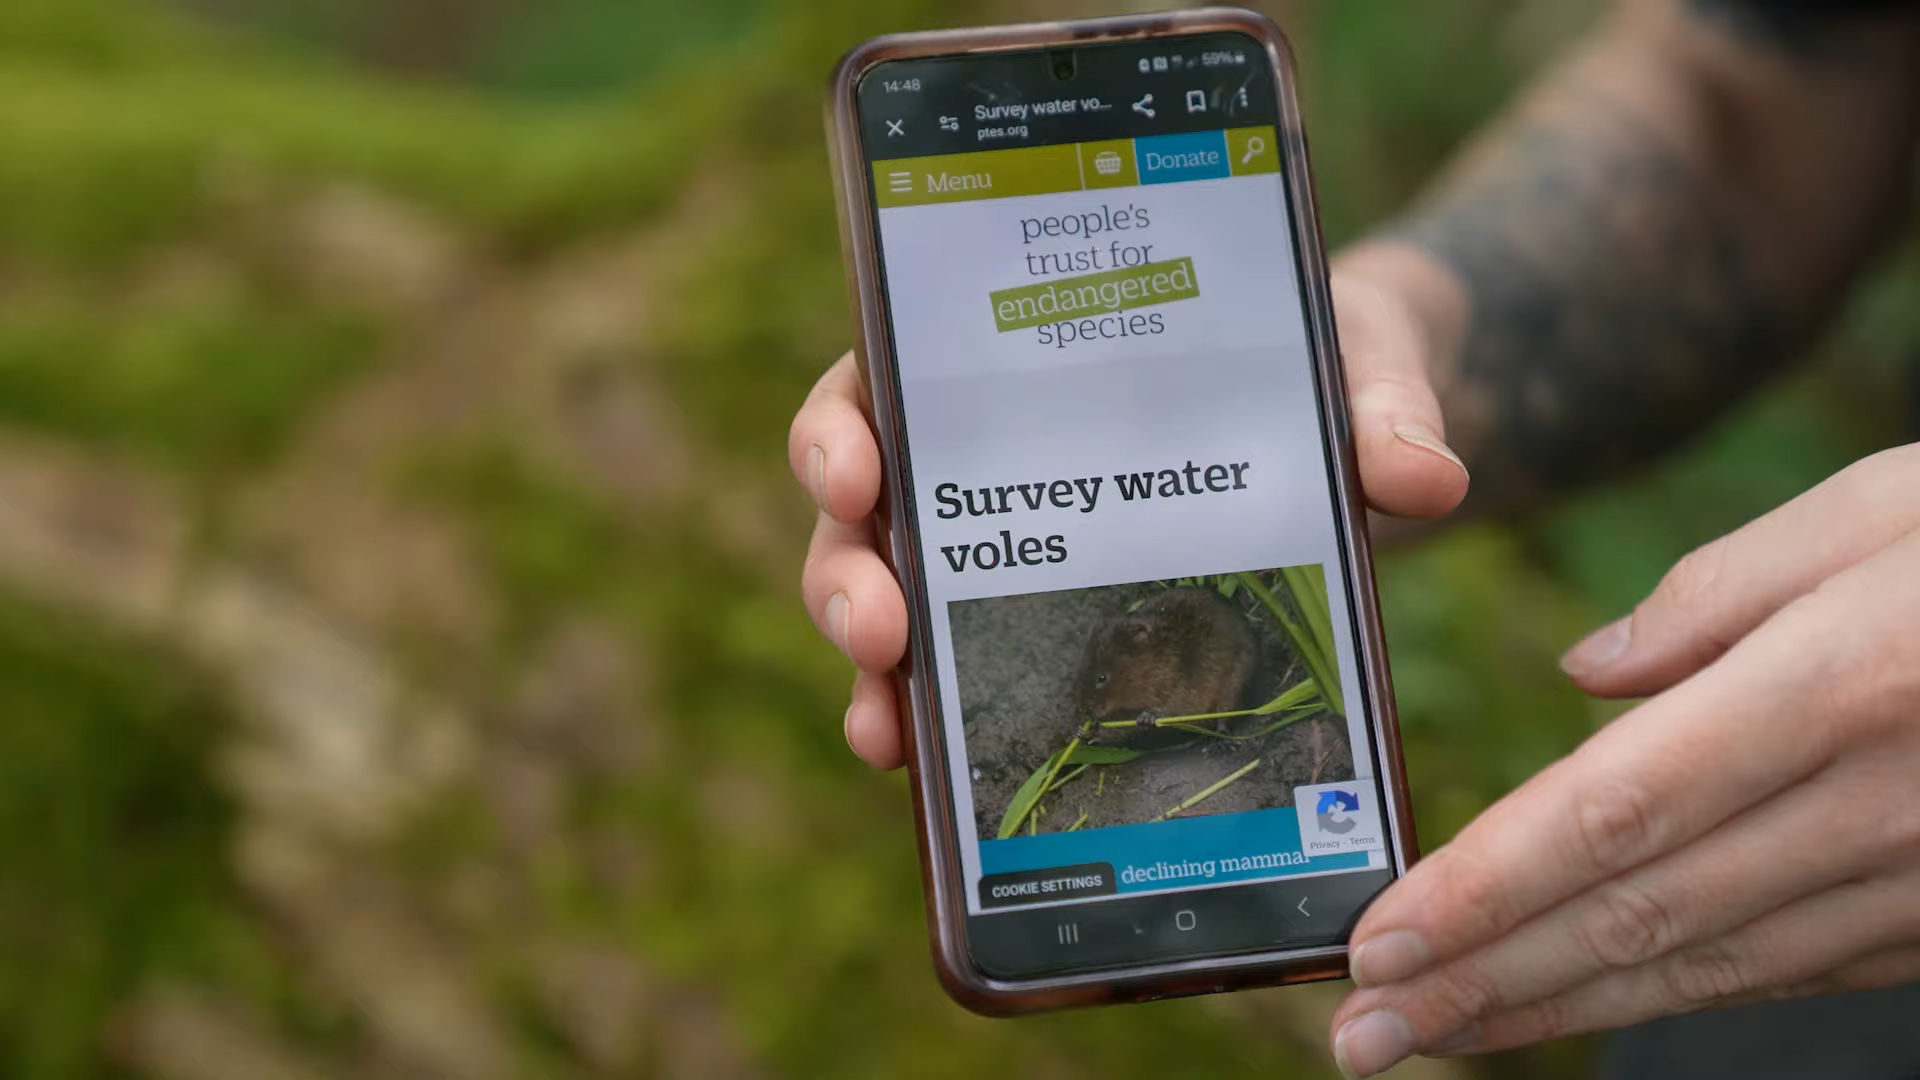 14:48
59%
Survey water vo...
ptes.org
Menu
Donate
people's
trust for
endangered
species
Survey water
voles
Privacy - Terms
declining mammal
COOKIE SETTINGS